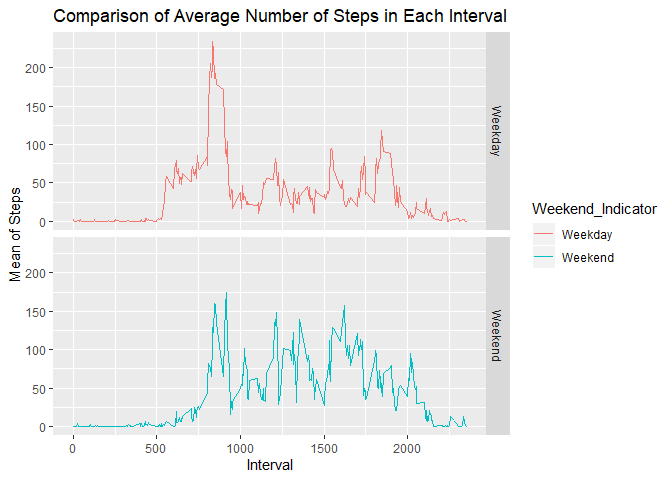 Comparison of Average Number of Steps in Each Interval
Mean of Steps
200
150
100
50
0
Weekday
200
150
100
50
0
Weekend
0
500
1000
1500
2000
Interval
Weekend_Indicator
Weekday
Weekend